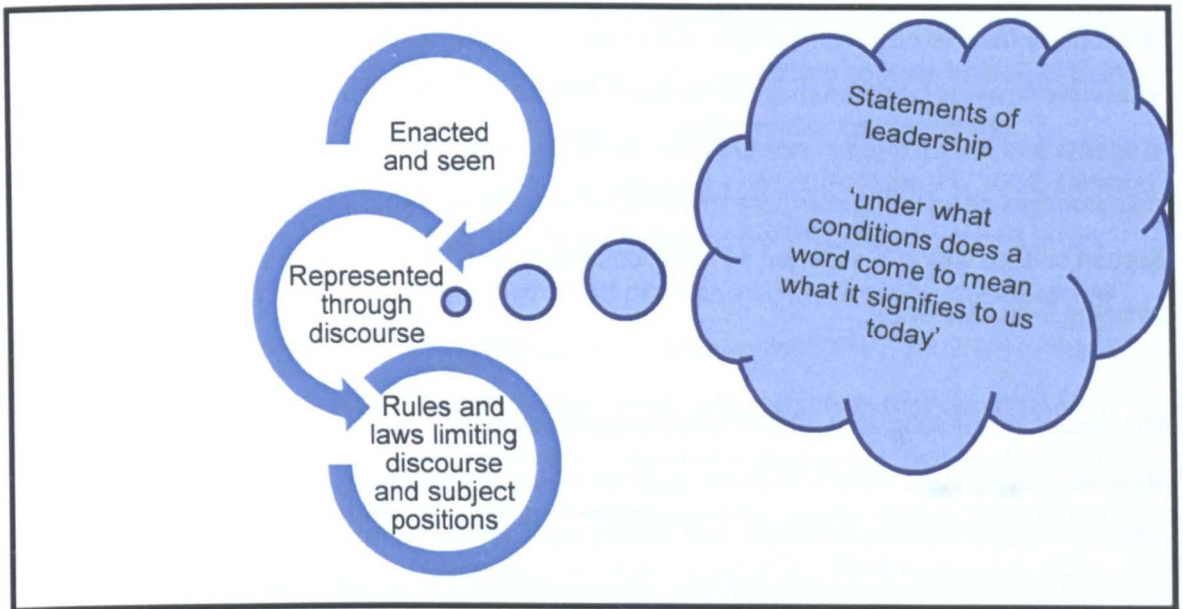 Enacted
and seen
Represented
through
discourse
Rules and
laws limiting
discourse
and subject
positions
Statements of
leadership
‘under what
conditions does a
word come to mean
what it signifies to us
today’